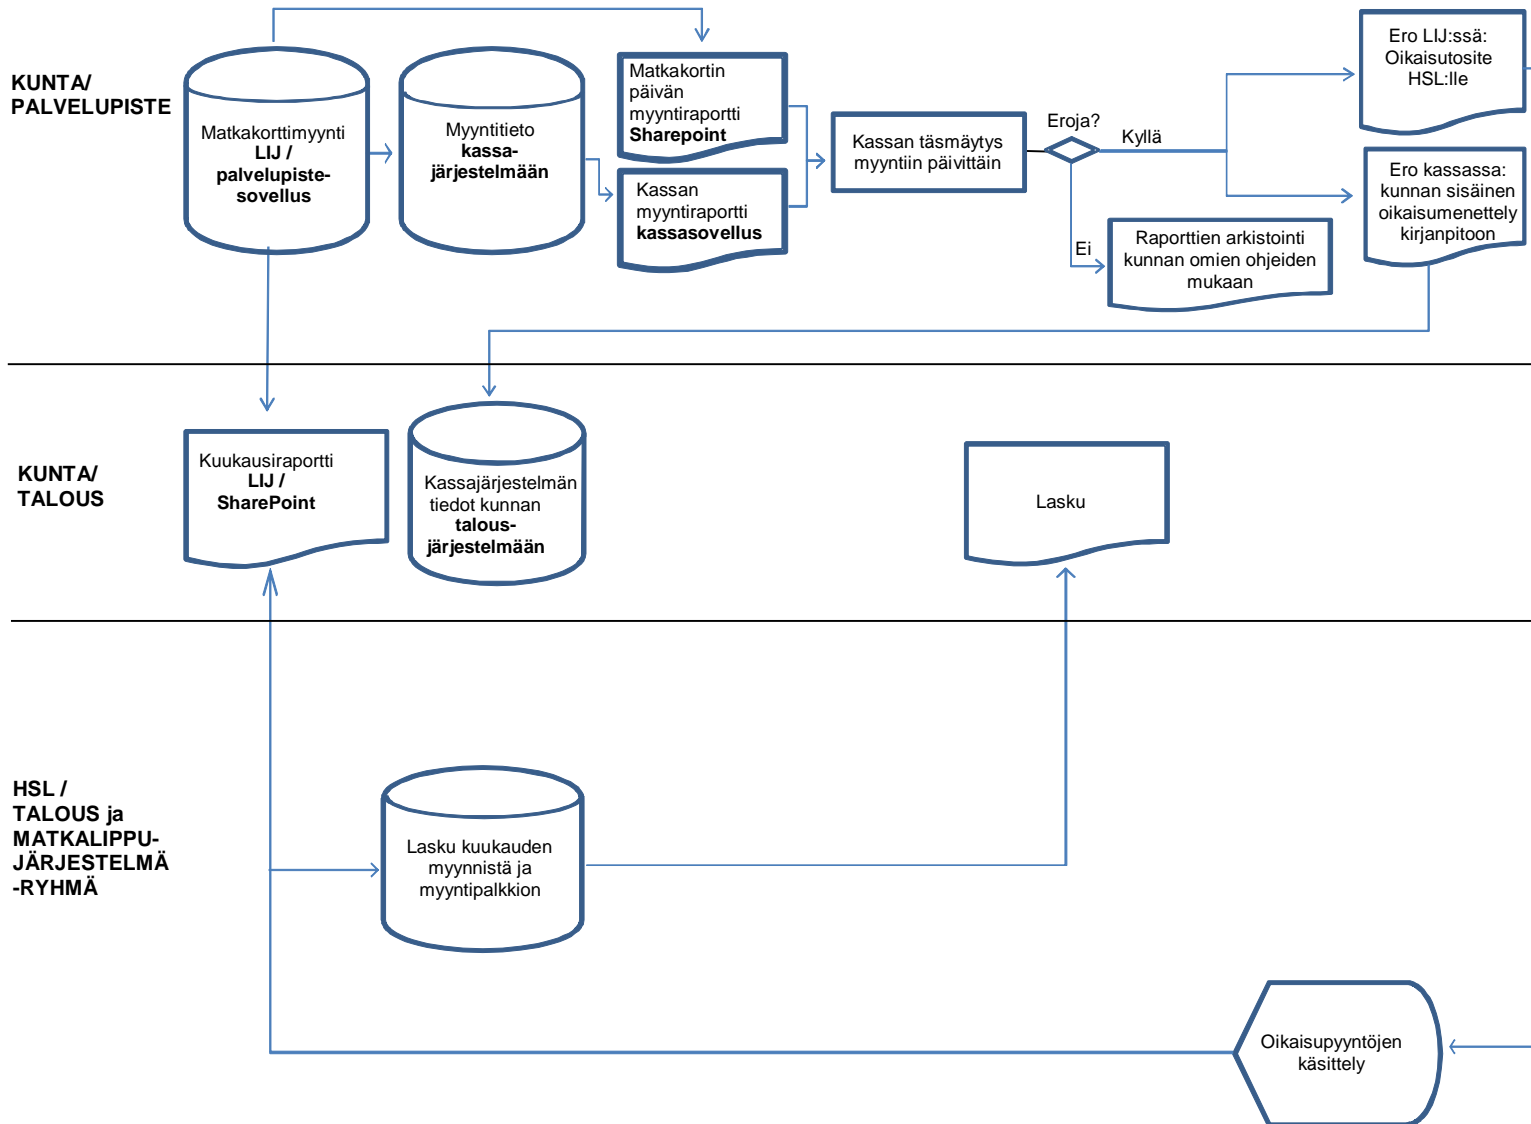 KUNTA/
PALVELUPISTE
Matkakorttimyynti
LIJ /
palvelupiste-
sovellus
Myyntitieto
kassa-
järjestelmään
Matkakortin
päivän
myyntiraportti
Sharepoint
Kassan
myyntiraportti
kassasovellus
Kassan täsmäytys
myyntiin päivittäin
Eroja?
Kyllä
Ei
Ero LIJ:ssä:
Oikaisutosite
HSL:lle
Ero kassassa:
kunnan sisäinen
oikaisumenettely
kirjanpitoon
Raporttien arkistointi
kunnan omien ohjeiden
mukaan
KUNTA/
TALOUS
Kuukausiraportti
LIJ /
SharePoint
Kassajärjestelmän
tiedot kunnan
talous-
järjestelmään
Lasku
HSL /
TALOUS ja
MATKALIPPU-
JÄRJESTELMÄ
-RYHMÄ
Lasku kuukauden
myynnistä ja
myyntipalkkion
Oikaisupyyntöjen
käsittely